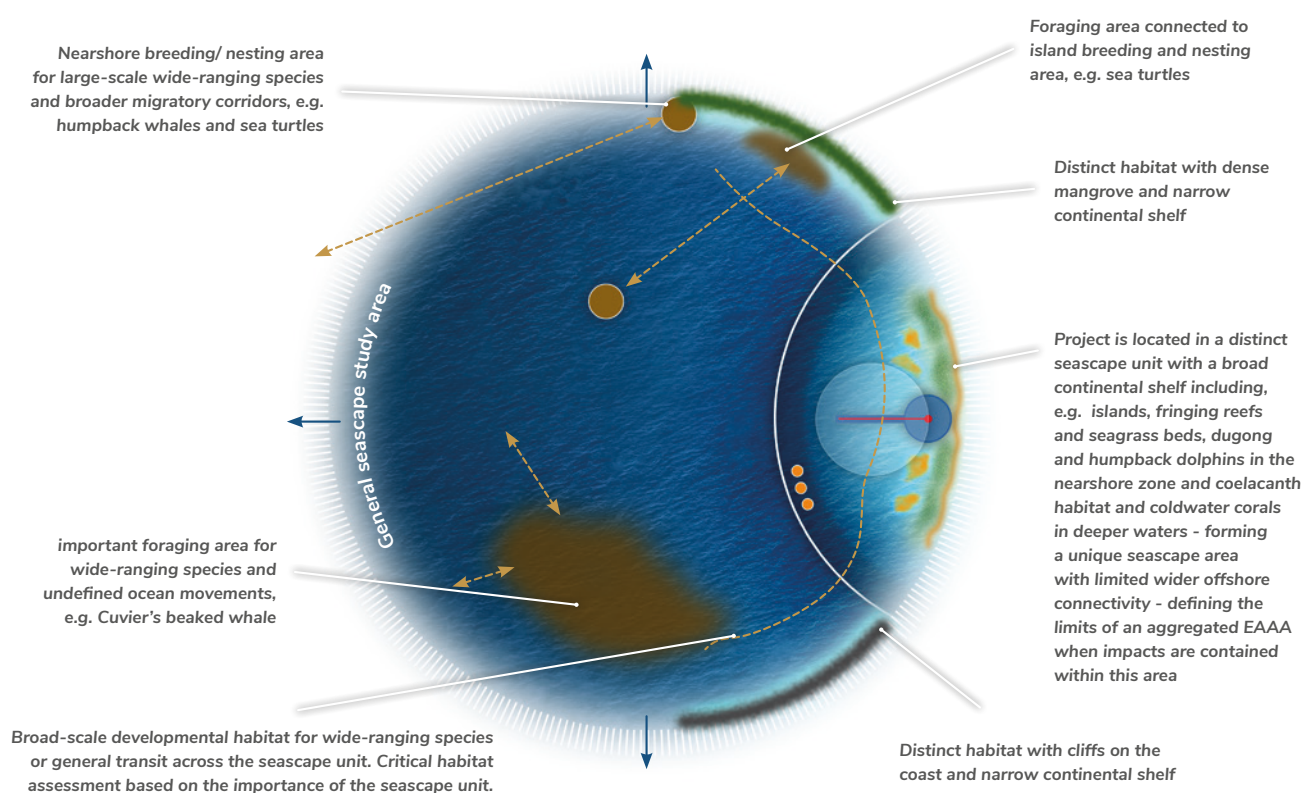 Nearshore breeding/ nesting area
for large-scale wide-ranging species
and broader migratory corridors, e.g.
humpback whales and sea turtles
Foraging area connected to
island breeding and nesting
area, e.g. sea turtles
Distinct habitat with dense
mangrove and narrow
continental shelf
General seascape study area
Project is located in a distinct
seascape unit with a broad
continental shelf including,
e.g. islands, fringing reefs
and seagrass beds, dugong
and humpback dolphins in the
nearshore zone and coelacanth
habitat and coldwater corals
in deeper waters - forming
a unique seascape area
with limited wider offshore
connectivity - defining the
limits of an aggregated EAAA
when impacts are contained
within this area
important foraging area for
wide-ranging species and
undefined ocean movements,
e.g. Cuvier's beaked whale
Broad-scale developmental habitat for wide-ranging species
or general transit across the seascape unit. Critical habitat
assessment based on the importance of the seascape unit.
Distinct habitat with cliffs on the
coast and narrow continental shelf